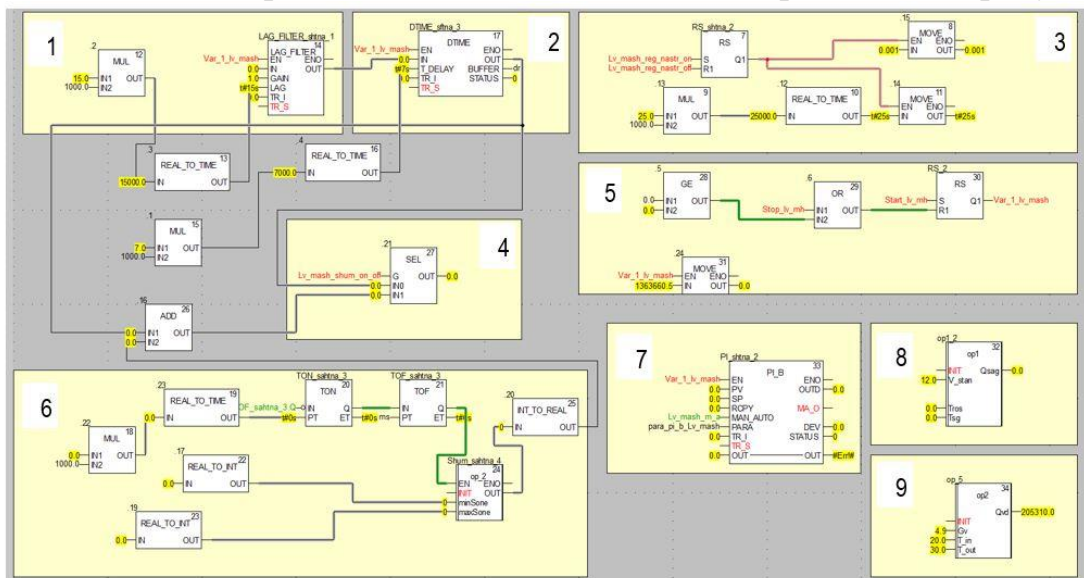 1
.2
MUL 12
15.0 IN1 OUT
1000.0 IN2
LAG_FILTER_shtna_1
14
LAG_FILTER
Var_1_lv_mash EN ENO
0.0 IN OUT
1.0 GAIN
t#15s LAG
0.0 TR_I
TR_S
2
DTIME_sftna_3
17
DTIME
Var_1_lv_mash EN ENO
0.0 IN OUT
t#7s T_DELAY BUFFER dr
0.0 TR_I STATUS 0
TR_S
3
RS_shtna_2
7
RS
Lv_mash_reg_nastr_on S Q1
Lv_mash_reg_nastr_off R1
.15
MOVE 8
EN ENO
0.001 IN OUT 0.001
.13
MUL 9
25.0 IN1 OUT
1000.0 IN2
.12
REAL_TO_TIME 10
25000.0 IN OUT
.14
MOVE 11
EN ENO
t#25s IN OUT t#25s
.3
REAL_TO_TIME 13
15000.0 IN OUT
.4
REAL_TO_TIME 16
7000.0 IN OUT
.1
MUL 15
7.0 IN1 OUT
1000.0 IN2
4
.21
SEL 27
Lv_mash_shum_on_off G OUT 0.0
0.0 IN0
0.0 IN1
5
.5
GE 28
0.0 IN1 OUT
0.0 IN2
.6
OR 29
Stop_lv_mh IN1 OUT
IN2
RS_2
30
RS
Start_lv_mh S Q1 Var_1_lv_mash
R1
.24
MOVE 31
Var_1_lv_mash EN ENO
1363660.5 IN OUT 0.0
.16
ADD 26
0.0 IN1 OUT
0.0 IN2
6
.22
MUL 18
0.0 IN1 OUT
1000.0 IN2
.23
REAL_TO_TIME 19
0.0 IN OUT
TON_sahtna_3
20
TON
OF_sahtna_3.Q IN Q
t#0s PT ET t#0s
TOF_sahtna_3
21
TOF
IN Q
ms PT ET
.20
INT_TO_REAL 25
0 IN OUT
.17
REAL_TO_INT 22
0.0 IN OUT
.19
REAL_TO_INT 23
0.0 IN OUT
Shum_sahtna_4
24
op_2
EN ENO
INIT OUT
0 minSone
0 maxSone
7
PI_shtna_2
33
PI_B
Var_1_lv_mash EN ENO
0.0 PV OUTD 0.0
0.0 SP
0.0 RCPY MA_O
Lv_mash_m MAN_AUTO
para_pi_b_Lv_mash PARA DEV 0.0
0.0 TR_I STATUS 0
TR_S
0.0 OUT OUT #Err#
8
op1_2
32
op1
INIT Qsag 0.0
12.0 V_stan
0.0 Tros
0.0 Tsg
9
op_5
34
op2
INIT Qvd 205310.0
4.9 Gv
20.0 T_in
30.0 T_out